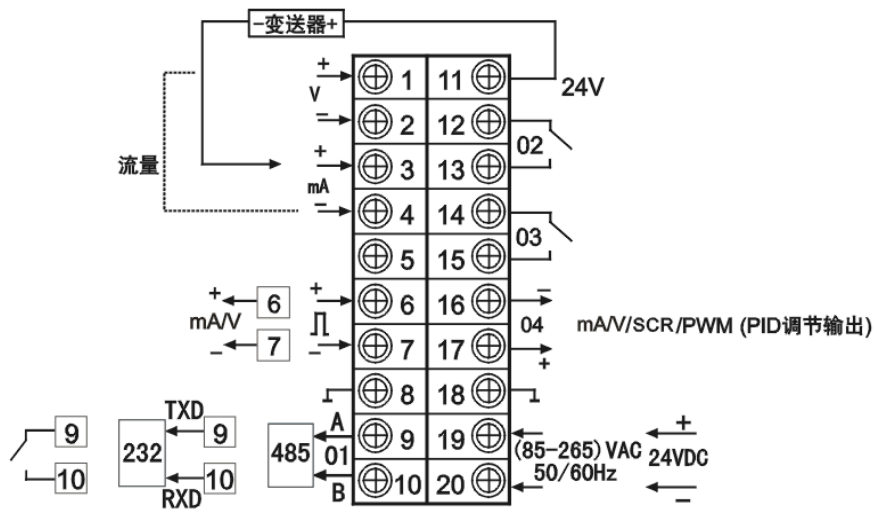 -变送器+
+ 1 11 24V
V
- 2 12
02
流量 + 3 13
mA
- 4 14
03
5 15
+ 6 + 6 16 -
mA/V 04 mA/V/SCR/PWM (PID调节输出)
- 7 - 7 17 +
8 18
9 TXD 9 A 9 19 +
232 485 01 (85-265)VAC 24VDC
50/60Hz
10 RXD 10 B 10 20 -